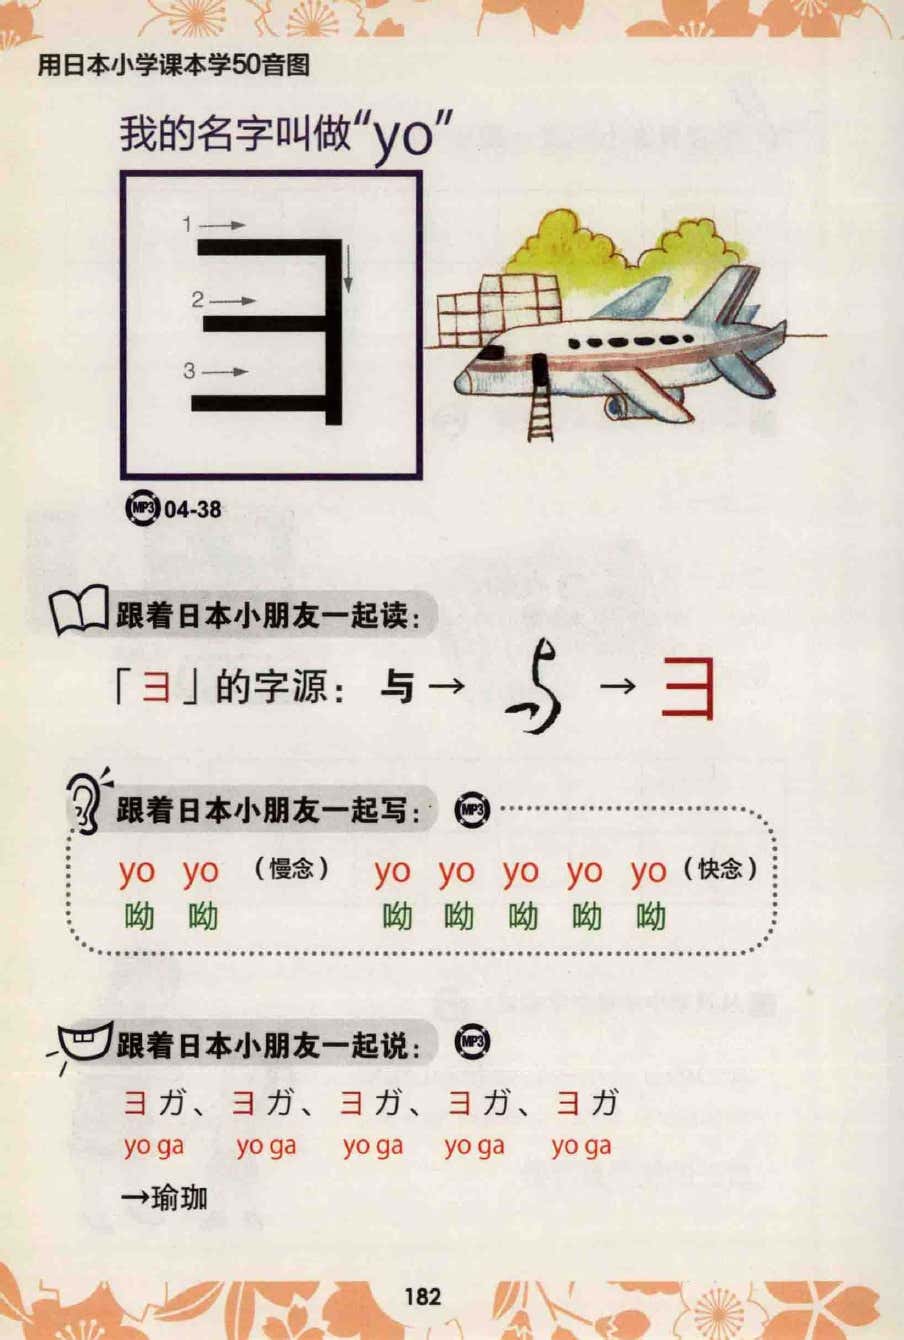 用日本小学课本学50音图
我的名字叫做“yo”
1
2
3
ヨ
MP3 04-38
跟着日本小朋友一起读：
「ヨ」的字源： 与→ 与 → ヨ
跟着日本小朋友一起写： MP3
yo yo （慢念） yo yo yo yo yo（快念）
呦 呦 呦 呦 呦 呦 呦
跟着日本小朋友一起说： MP3
ヨガ、ヨガ、ヨガ、ヨガ、ヨガ
yo ga yo ga yo ga yo ga yo ga
→瑜珈
182